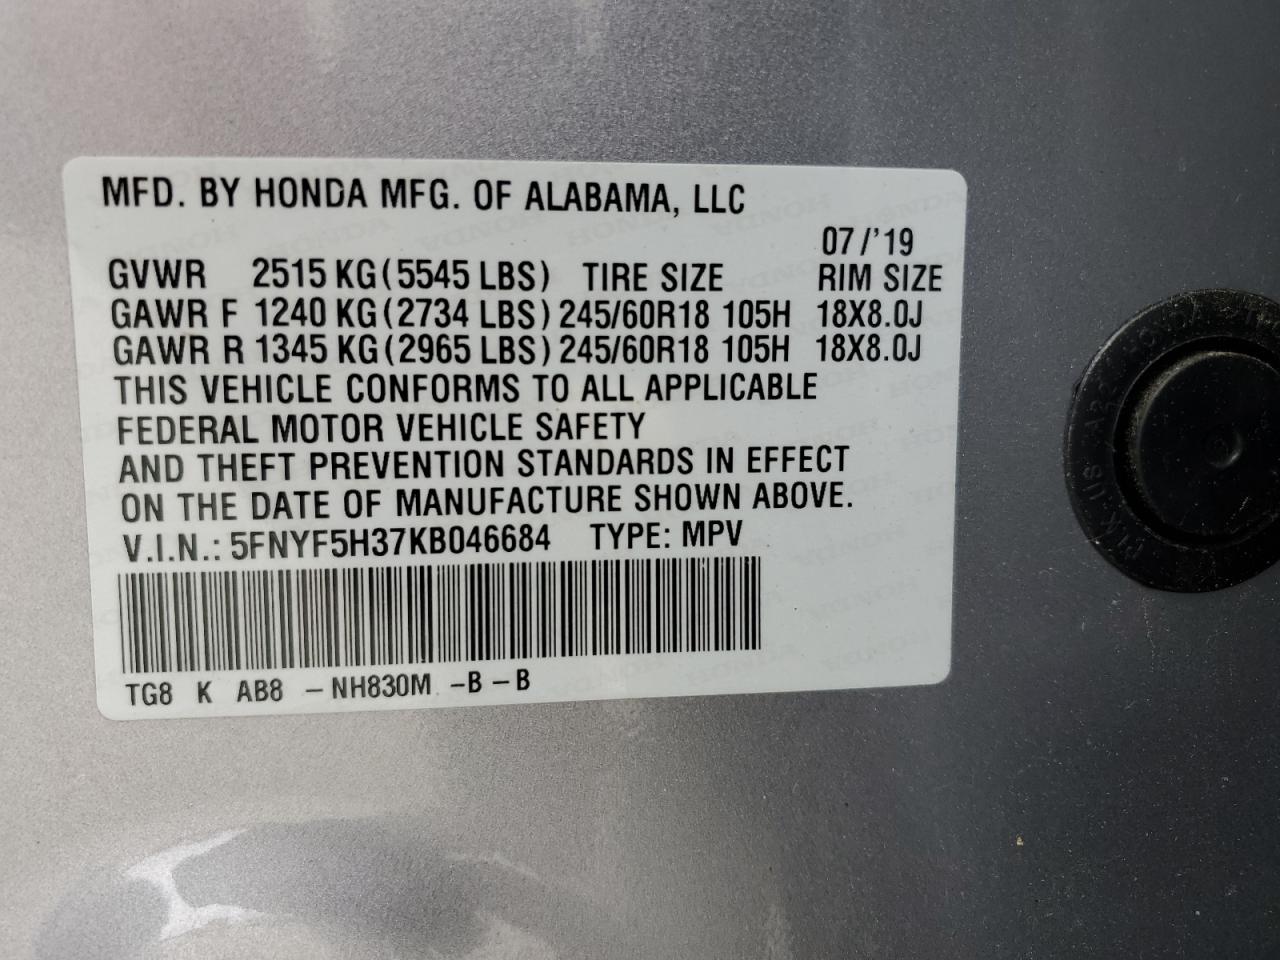 MFD. BY HONDA MFG. OF ALABAMA, LLC
07/'19
GVWR 2515 KG(5545 LBS) TIRE SIZE RIM SIZE
GAWR F 1240 KG(2734 LBS) 245/60R18 105H 18X8.0J
GAWR R 1345 KG(2965 LBS) 245/60R18 105H 18X8.0J
THIS VEHICLE CONFORMS TO ALL APPLICABLE
FEDERAL MOTOR VEHICLE SAFETY
AND THEFT PREVENTION STANDARDS IN EFFECT
ON THE DATE OF MANUFACTURE SHOWN ABOVE.
V.I.N.: 5FNYF5H37KB046684 TYPE: MPV
TG8 K AB8 -NH830M -B-B
HONDA